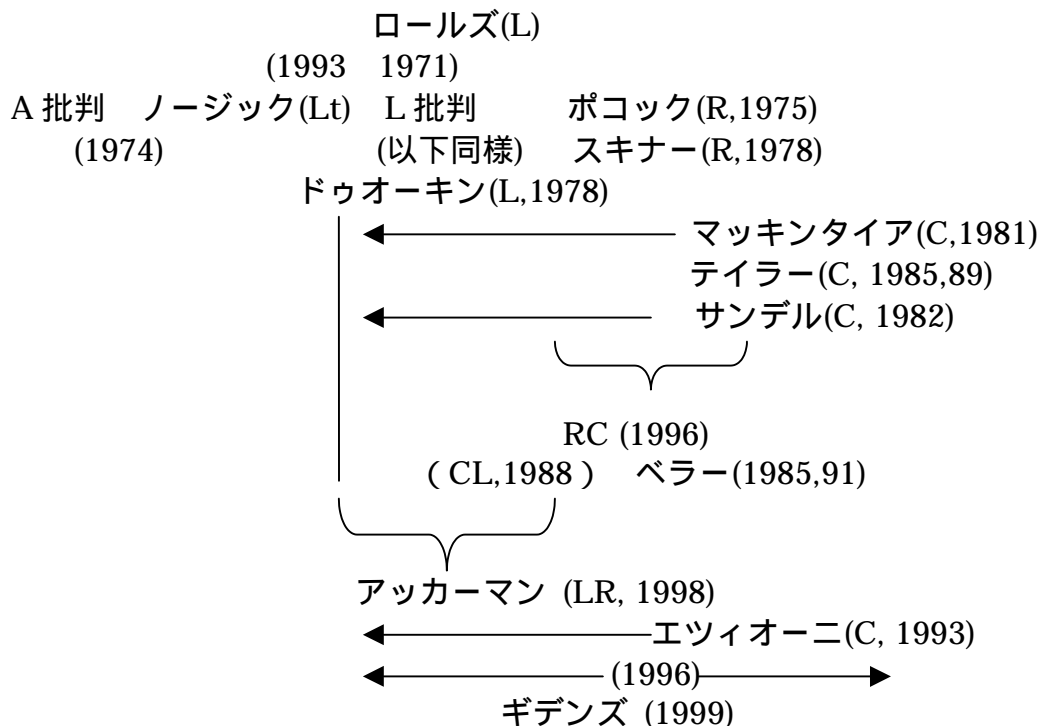 ロールズ(L)
(1993 1971)
A 批判 ノージック(Lt) L 批判 ポコック(R,1975)
(1974) (以下同様) スキナー(R,1978)
ドゥオーキン(L,1978)
マッキンタイア(C,1981)
テイラー(C, 1985,89)
サンデル(C, 1982)
RC (1996)
( CL,1988 ) ベラー(1985,91)
アッカーマン (LR, 1998)
エツィオーニ(C, 1993)
(1996)
ギデンズ (1999)